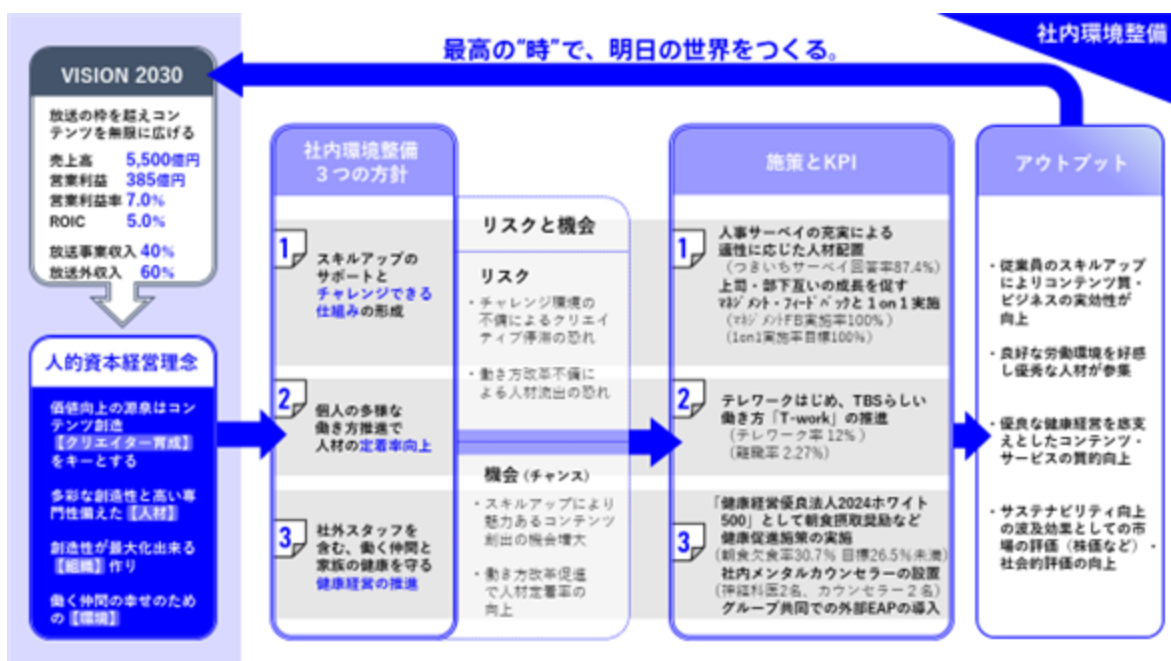 社内環境整備
最高の“時”で、明日の世界をつくる。
VISION 2030
放送の枠を超えコン
テンツを無限に広げる
売上高 5,500億円
営業利益 385億円
営業利益率 7.0%
ROIC 5.0%
放送事業収入 40%
放送外収入 60%
人的資本経営理念
価値向上の源泉はコン
テンツ創造
【クリエイター育成】
をキーとする
多彩な創造性と高い専
門性備えた【人材】
創造性が最大化出来る
【組織】作り
働く仲間の幸せのため
の【環境】
社内環境整備
3つの方針
1
スキルアップの
サポートと
チャレンジできる
仕組みの形成
2
個人の多様な
働き方推進で
人材の定着率向上
3
社外スタッフを
含む、働く仲間と
家族の健康を守る
健康経営の推進
リスクと機会
リスク
・チャレンジ環境の
不備によるクリエイ
ティブ停滞の恐れ
・働き方改革不備に
よる人材流出の恐れ
機会（チャンス）
・スキルアップにより
魅力あるコンテンツ
創出の機会増大
・働き方改革促進
で人材定着率の
向上
施策とKPI
1
人事サーベイの充実による
適性に応じた人材配置
（つきいちサーベイ回答率87.4%）
上司・部下互いの成長を促す
ﾏﾈｼﾞﾒﾝﾄ・ﾌｨｰﾄﾞﾊﾞｯｸと1on1実施
（ﾏﾈｼﾞﾒﾝﾄFB実施率100%）
（1on1実施率目標100%）
2
テレワークはじめ、TBSらしい
働き方「T-work」の推進
（テレワーク率 12%）
（離職率 2.27%）
3
「健康経営優良法人2024ホワイト
500」として朝食摂取奨励など
健康促進施策の実施
（朝食欠食率30.7% 目標26.5%未満）
社内メンタルカウンセラーの設置
（神経科医2名、カウンセラー2名）
グループ共同での外部EAPの導入
アウトプット
・従業員のスキルアップ
によりコンテンツ質・
ビジネスの実効性が
向上
・良好な労働環境を好感
し優秀な人材が参集
・優良な健康経営を底支
えとしたコンテンツ・
サービスの質的向上
・サステナビリティ向上
の波及効果としての市
場の評価（株価など）・
社会的評価の向上